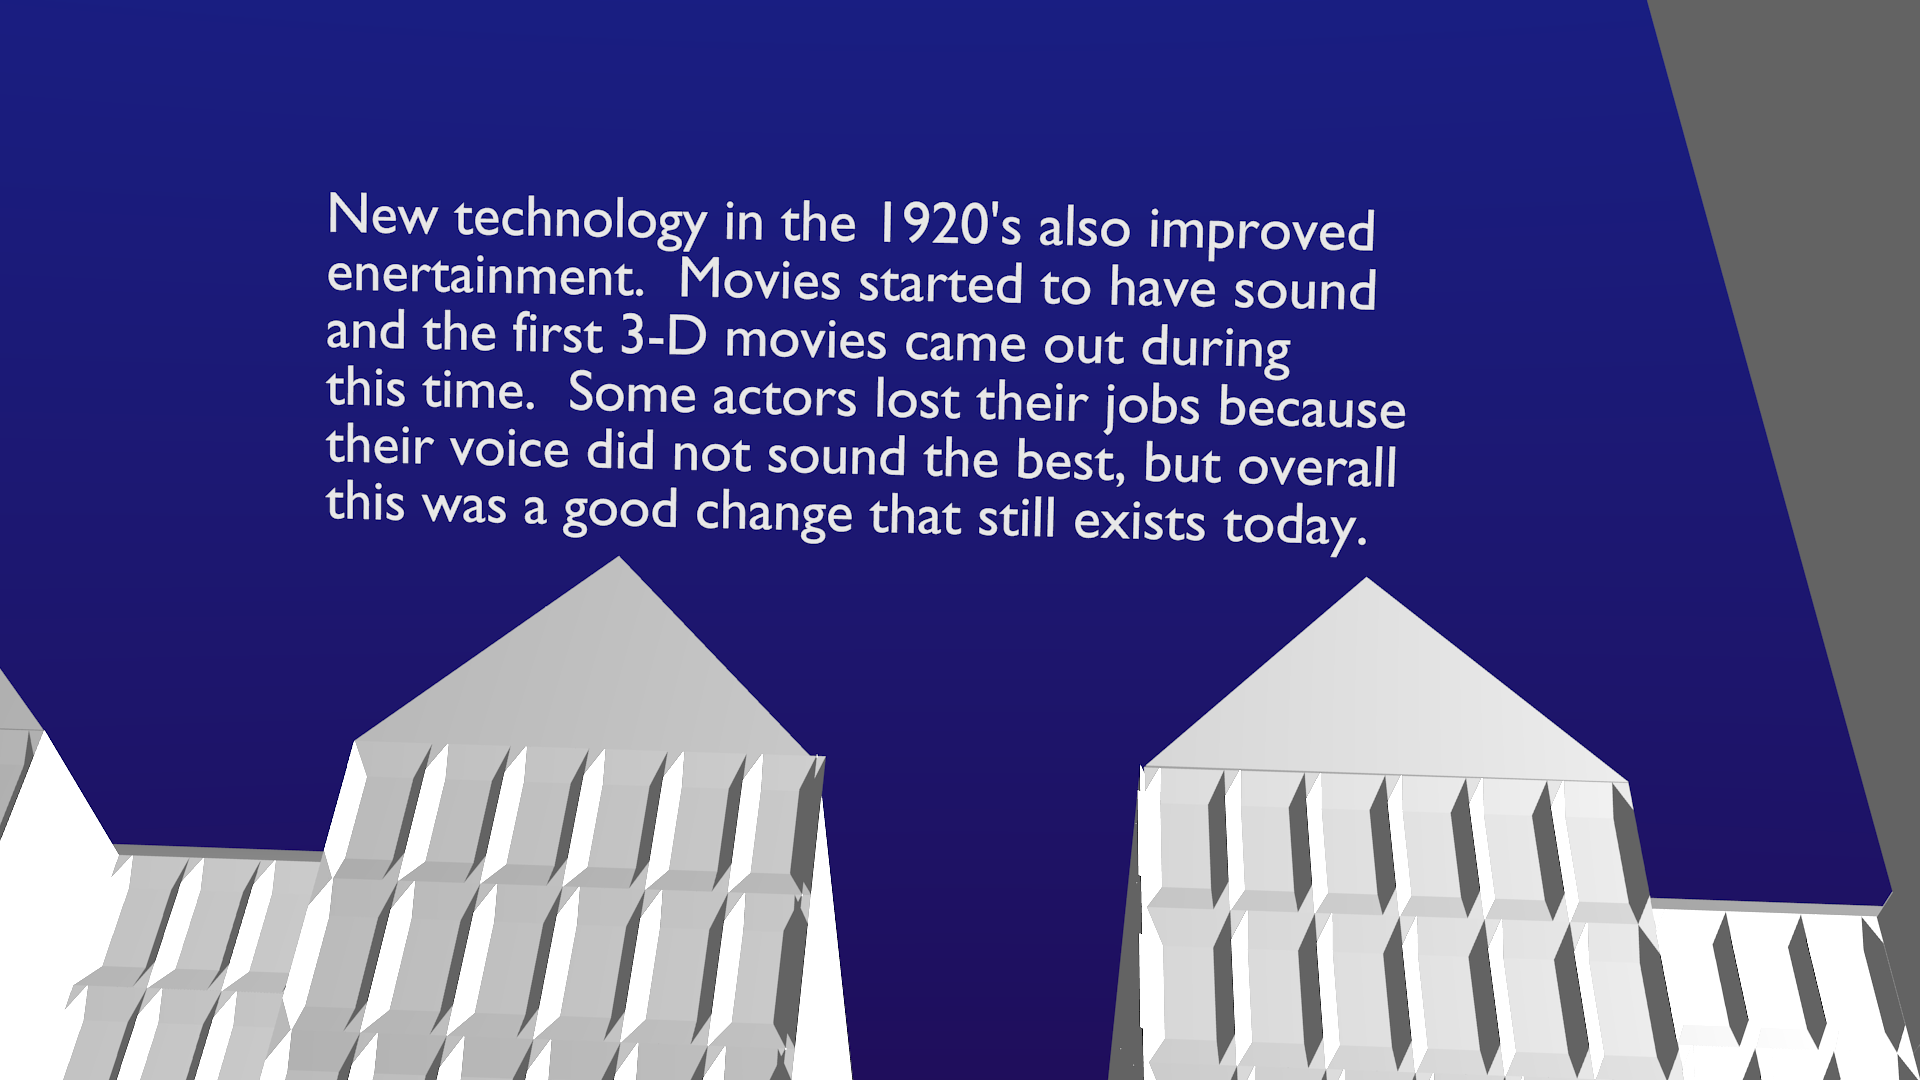 New technology in the 1920's also improved
enertainment.  Movies started to have sound
and the first 3-D movies came out during
this time.  Some actors lost their jobs because
their voice did not sound the best, but overall
this was a good change that still exists today.